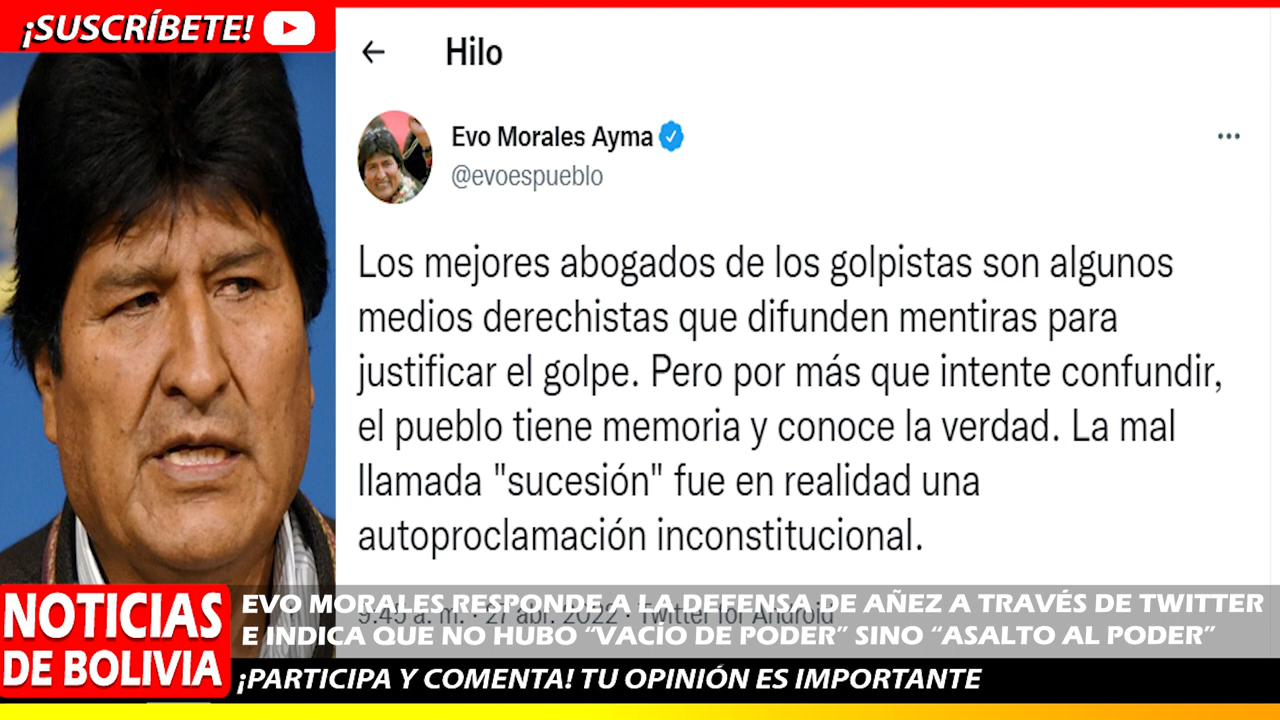 ¡SUSCRÍBETE!
Hilo
Evo Morales Ayma
@evoespueblo
Los mejores abogados de los golpistas son algunos
medios derechistas que difunden mentiras para
justificar el golpe. Pero por más que intente confundir,
el pueblo tiene memoria y conoce la verdad. La mal
llamada "sucesión" fue en realidad una
autoproclamación inconstitucional.
9:45 a. m. · 27 abr. 2022 · Twitter for Android
NOTICIAS
DE BOLIVIA
EVO MORALES RESPONDE A LA DEFENSA DE AÑEZ A TRAVÉS DE TWITTER
E INDICA QUE NO HUBO “VACÍO DE PODER” SINO “ASALTO AL PODER”
¡PARTICIPA Y COMENTA! TU OPINIÓN ES IMPORTANTE